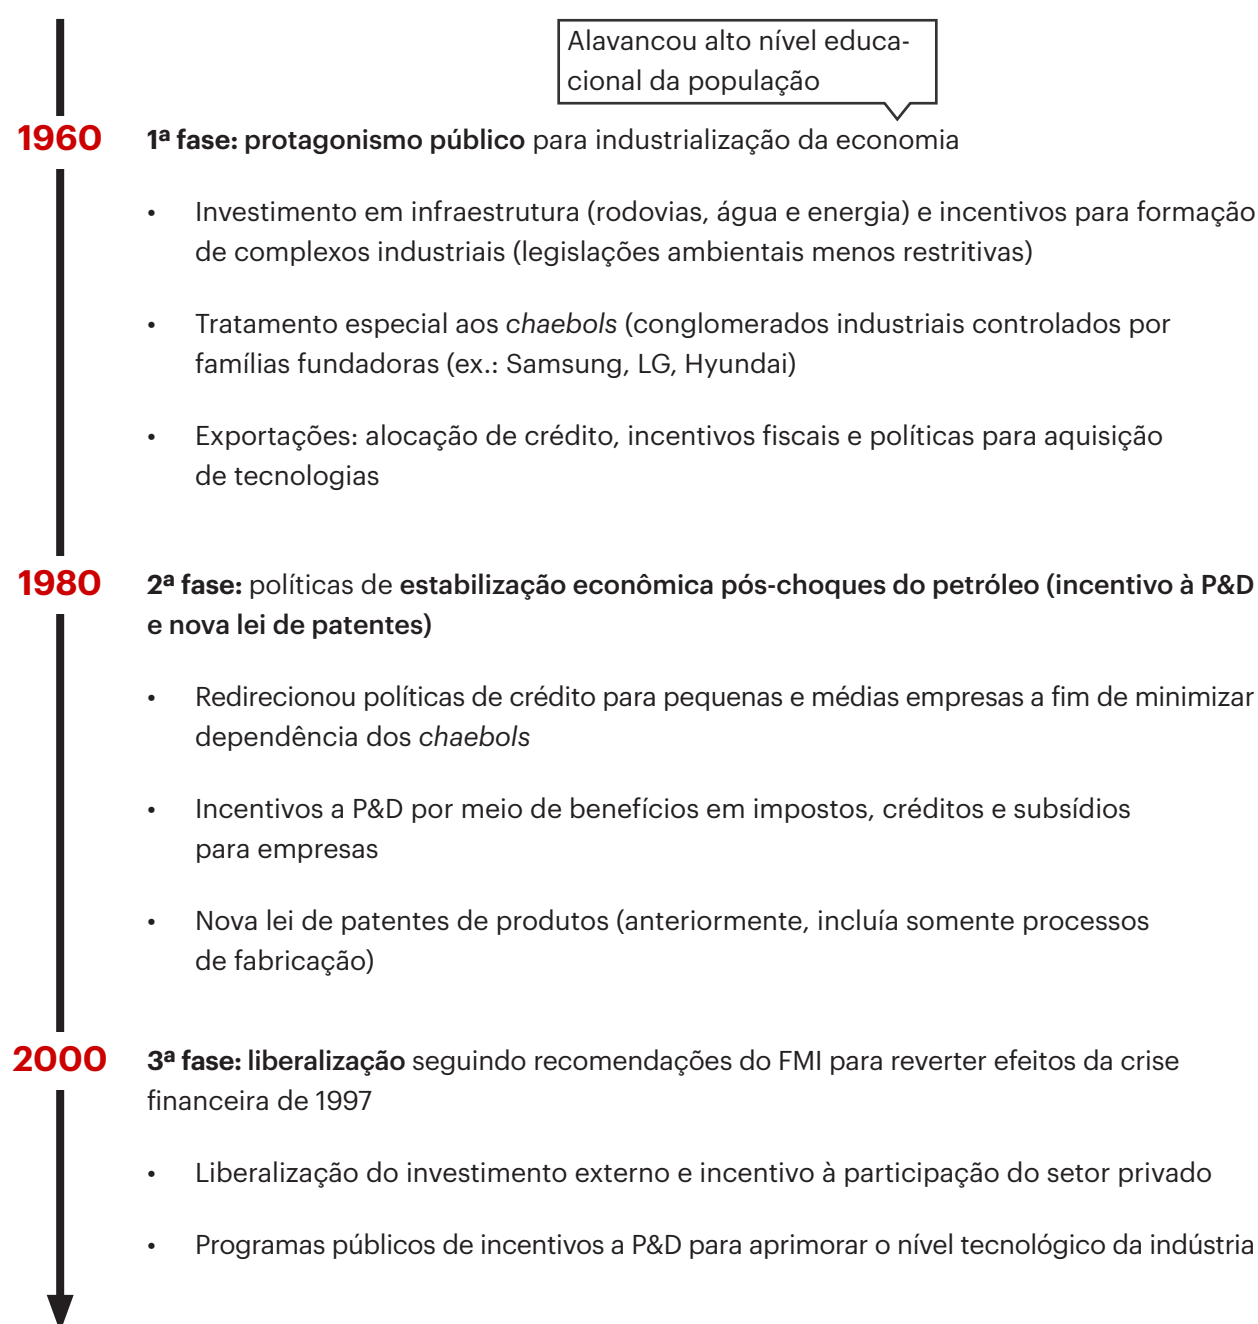 Alavancou alto nível educa-
cional da população
1960
1ª fase: protagonismo público para industrialização da economia
• Investimento em infraestrutura (rodovias, água e energia) e incentivos para formação
de complexos industriais (legislações ambientais menos restritivas)
• Tratamento especial aos chaebols (conglomerados industriais controlados por
famílias fundadoras (ex.: Samsung, LG, Hyundai)
• Exportações: alocação de crédito, incentivos fiscais e políticas para aquisição
de tecnologias
1980
2ª fase: políticas de estabilização econômica pós-choques do petróleo (incentivo à P&D
e nova lei de patentes)
• Redirecionou políticas de crédito para pequenas e médias empresas a fim de minimizar
dependência dos chaebols
• Incentivos a P&D por meio de benefícios em impostos, créditos e subsídios
para empresas
• Nova lei de patentes de produtos (anteriormente, incluía somente processos
de fabricação)
2000
3ª fase: liberalização seguindo recomendações do FMI para reverter efeitos da crise
financeira de 1997
• Liberalização do investimento externo e incentivo à participação do setor privado
• Programas públicos de incentivos a P&D para aprimorar o nível tecnológico da indústria